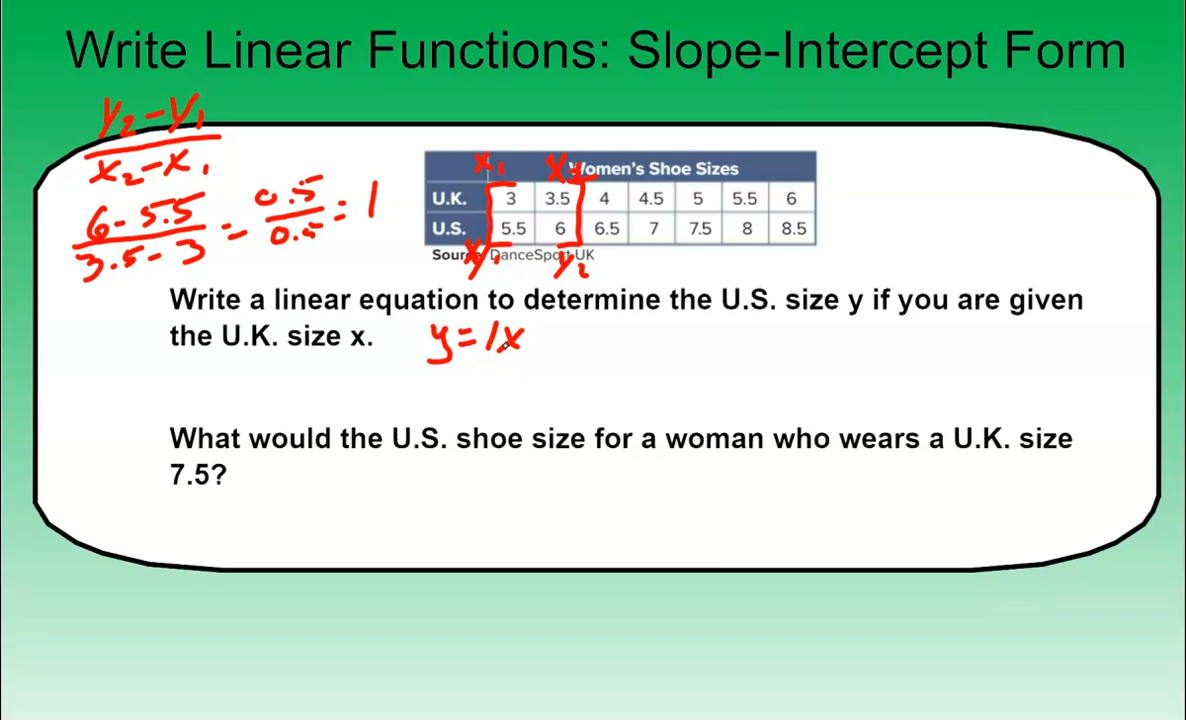 Write Linear Functions: Slope-Intercept Form
y₂-y₁
x₂-x₁
6-5.5
3.5-3
=
0.5
0.5
= 1
x₁ x₂
Women's Shoe Sizes
U.K. 3 3.5 4 4.5 5 5.5 6
U.S. 5.5 6 6.5 7 7.5 8 8.5
y₁ y₂
Source: DanceSport UK
Write a linear equation to determine the U.S. size y if you are given
the U.K. size x. y=1x
What would the U.S. shoe size for a woman who wears a U.K. size
7.5?